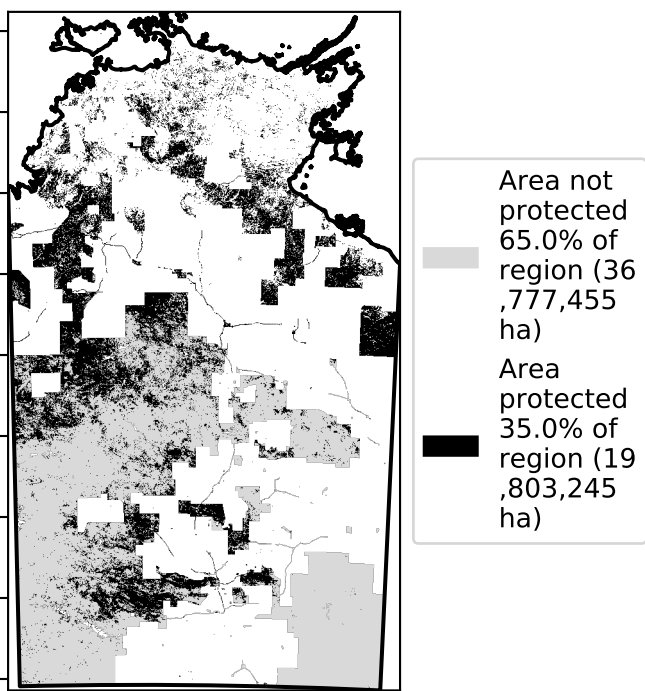 Area not
protected
65.0% of
region (36
,777,455
ha)
Area
protected
35.0% of
region (19
,803,245
ha)